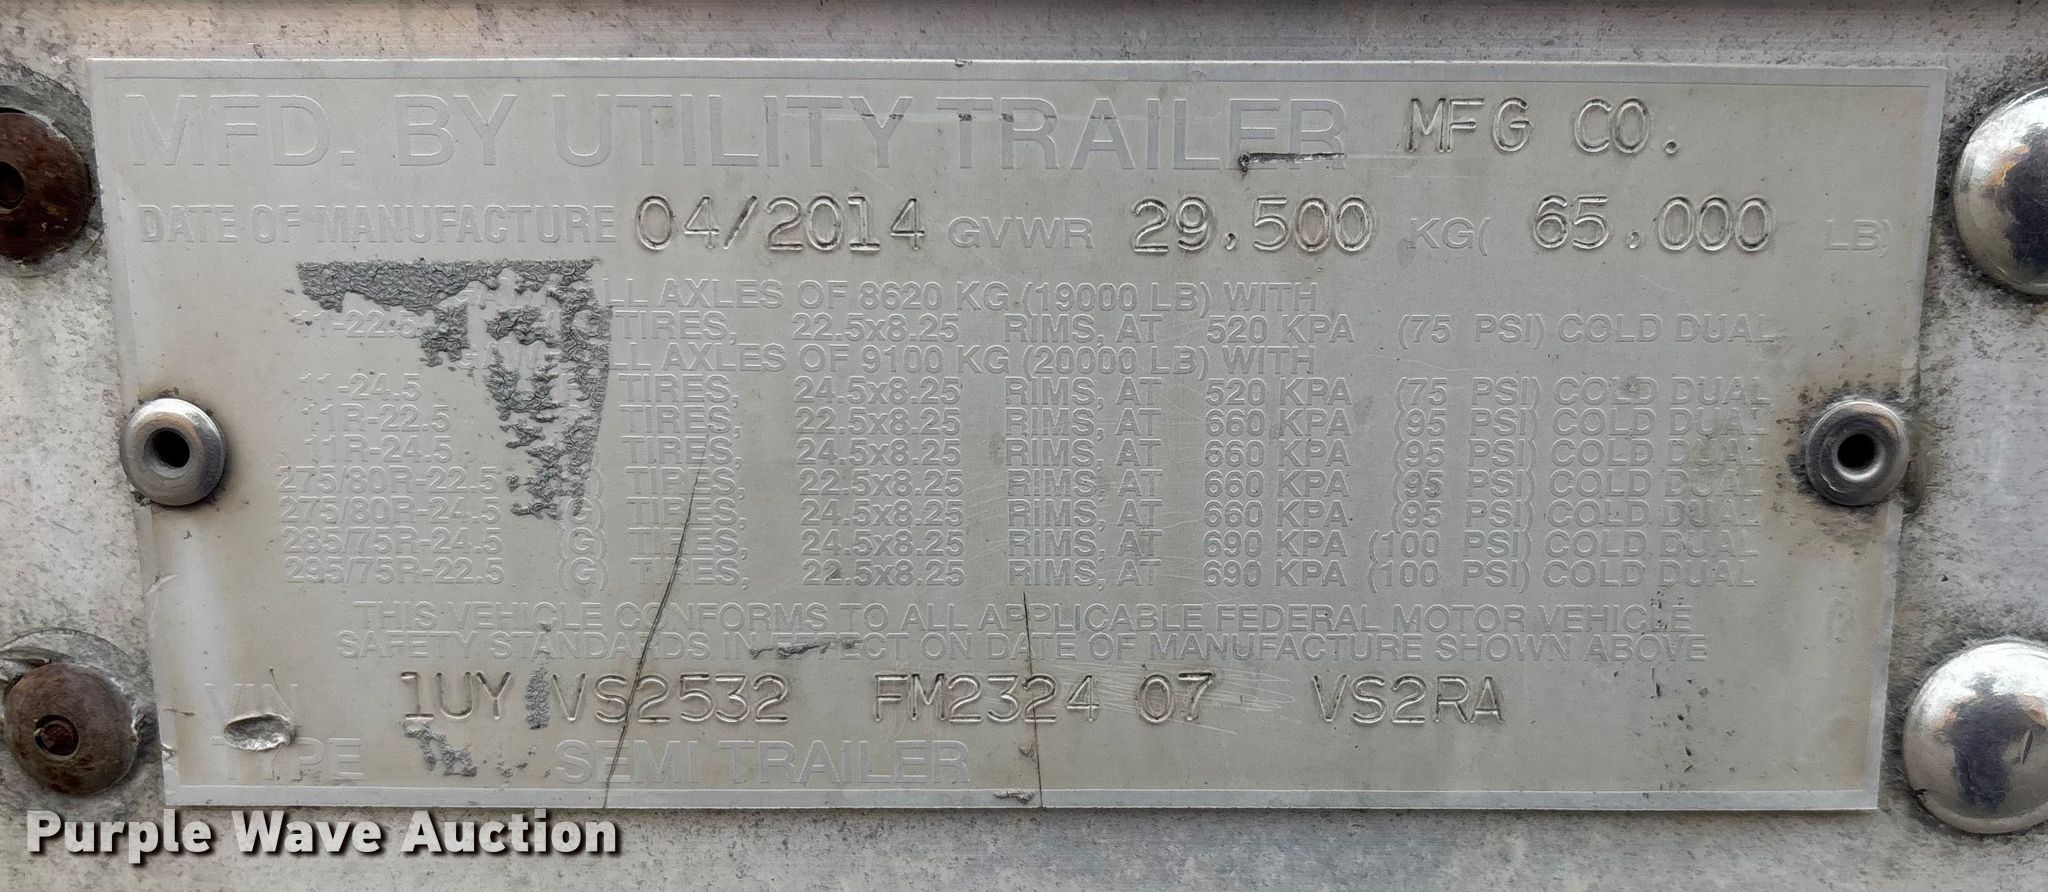 MFD. BY UTILITY TRAILER MFG CO.
DATE OF MANUFACTURE 04/2014 GVWR 29,500 KG( 65,000 LB)
ALL AXLES OF 8620 KG (19000 LB) WITH
11-22.5 (G) TIRES, 22.5x8.25 RIMS, AT 520 KPA (75 PSI) COLD DUAL
ALL AXLES OF 9100 KG (20000 LB) WITH
11-24.5 TIRES, 24.5x8.25 RIMS, AT 520 KPA (75 PSI) COLD DUAL
11R-22.5 TIRES, 22.5x8.25 RIMS, AT 660 KPA (95 PSI) COLD DUAL
11R-24.5 TIRES, 24.5x8.25 RIMS, AT 660 KPA (95 PSI) COLD DUAL
275/80R-22.5 TIRES, 22.5x8.25 RIMS, AT 660 KPA (95 PSI) COLD DUAL
275/80R-24.5 (G) TIRES, 24.5x8.25 RIMS, AT 660 KPA (95 PSI) COLD DUAL
285/75R-24.5 (G) TIRES, 24.5x8.25 RIMS, AT 690 KPA (100 PSI) COLD DUAL
295/75R-22.5 (G) TIRES, 22.5x8.25 RIMS, AT 690 KPA (100 PSI) COLD DUAL
THIS VEHICLE CONFORMS TO ALL APPLICABLE FEDERAL MOTOR VEHICLE
SAFETY STANDARDS IN EFFECT ON DATE OF MANUFACTURE SHOWN ABOVE
VIN 1UY VS2532 FM2324 07 VS2RA
TYPE SEMI TRAILER
Purple Wave Auction